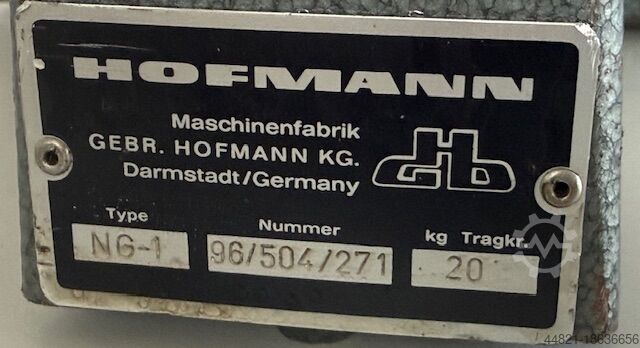 HOFMANN
Maschinenfabrik
GEBR. HOFMANN KG.
Darmstadt/Germany
GHb
Type Nummer kg Tragkr.
NG-1 96/504/271 20
44821-18636656